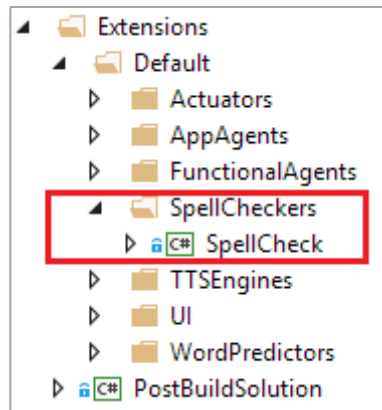 Extensions
Default
Actuators
AppAgents
FunctionalAgents
SpellCheckers
C# SpellCheck
TTSEngines
UI
WordPredictors
C# PostBuildSolution